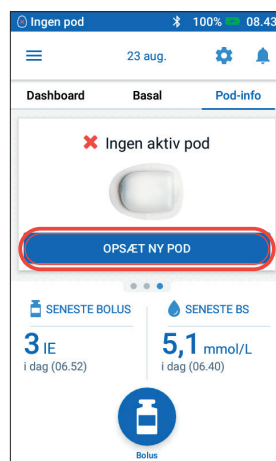 Ingen pod 100% 08.43
23 aug.
Dashboard Basal Pod-info
Ingen aktiv pod
OPSÆT NY POD
SENESTE BOLUS SENESTE BS
3 IE 5,1 mmol/L
i dag (06.52) i dag (06.40)
Bolus